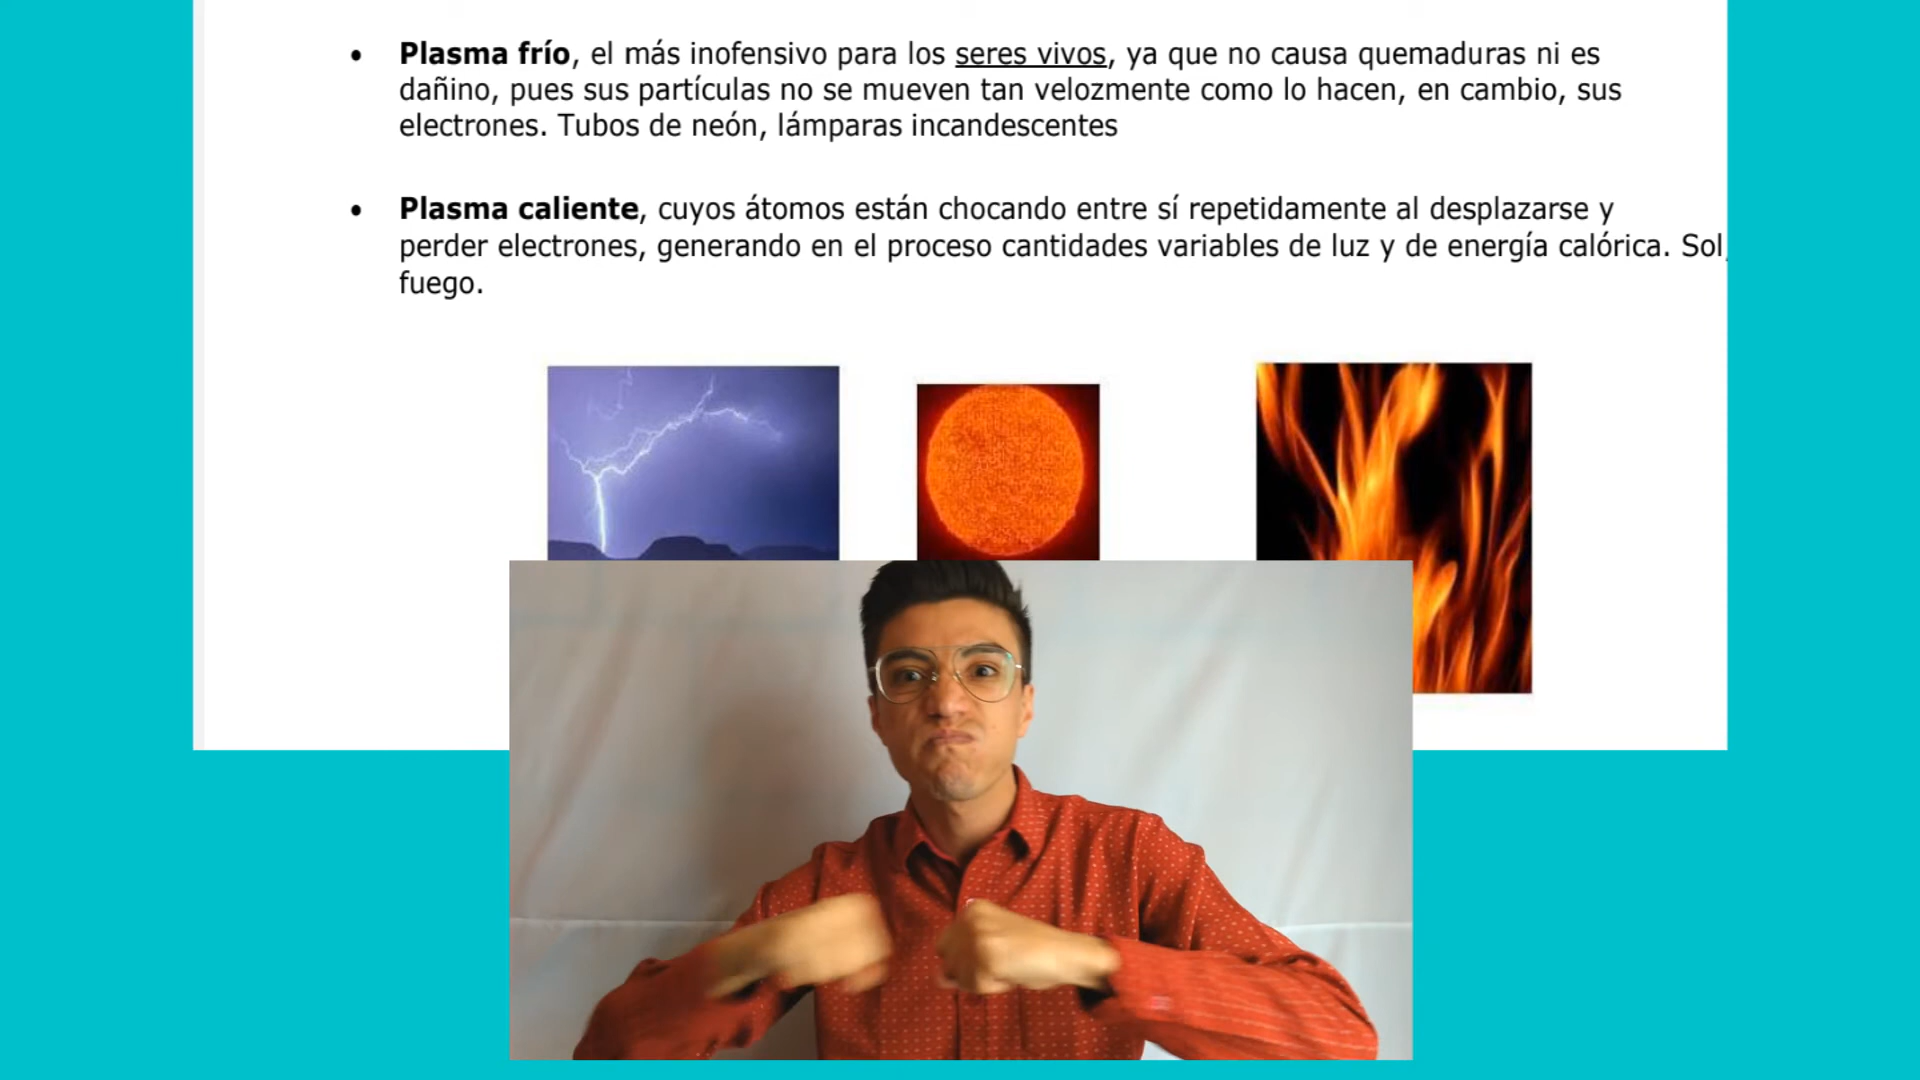 • Plasma frío, el más inofensivo para los seres vivos, ya que no causa quemaduras ni es
dañino, pues sus partículas no se mueven tan velozmente como lo hacen, en cambio, sus
electrones. Tubos de neón, lámparas incandescentes
• Plasma caliente, cuyos átomos están chocando entre sí repetidamente al desplazarse y
perder electrones, generando en el proceso cantidades variables de luz y de energía calórica. Sol,
fuego.